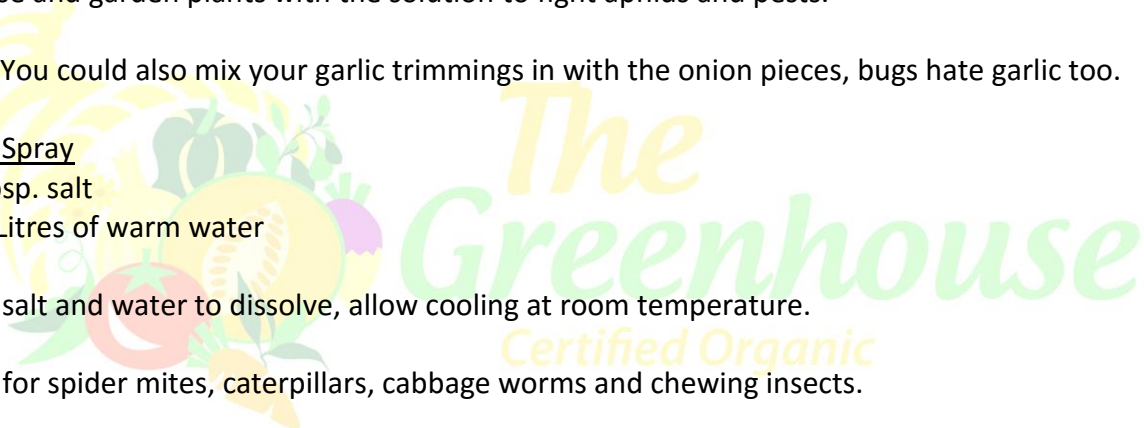 and garden plants with the solution to fight aphids and pests.
You could also mix your garlic trimmings in with the onion pieces, bugs hate garlic too.
Spray
salt
Litres of warm water
salt and water to dissolve, allow cooling at room temperature.
for spider mites, caterpillars, cabbage worms and chewing insects.
The
Greenhouse
Certified Organic